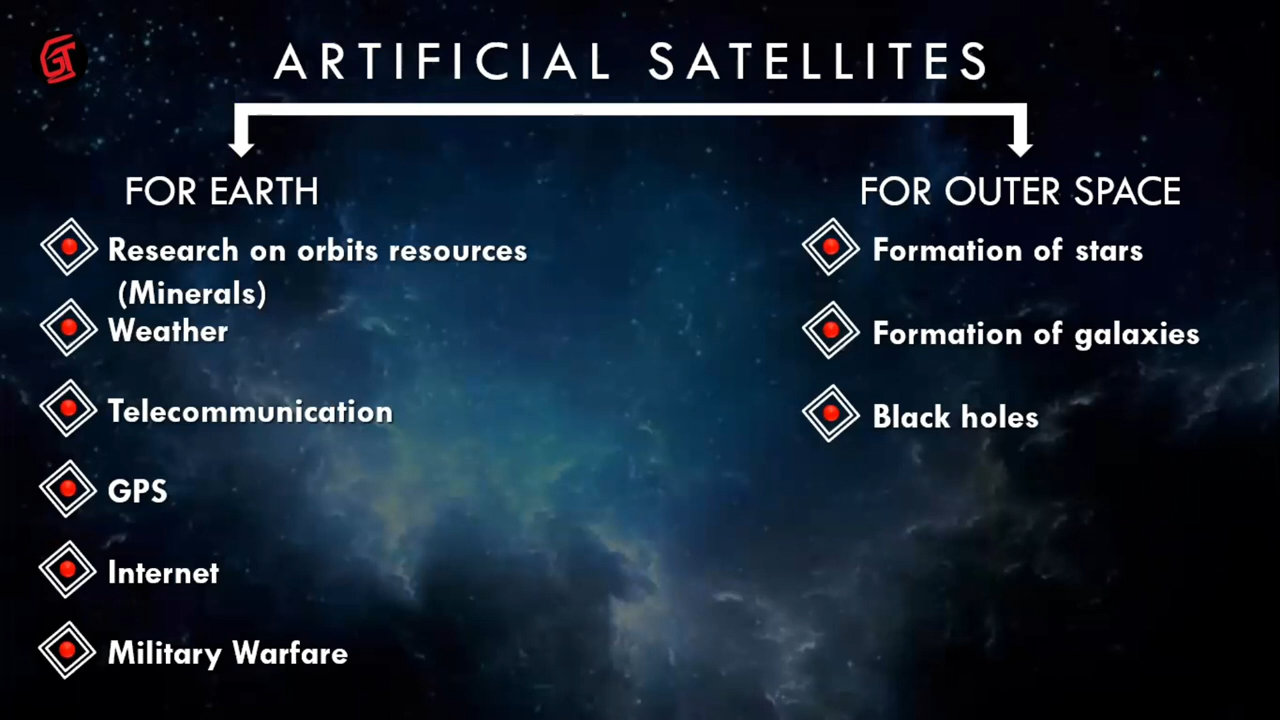 GT
ARTIFICIAL SATELLITES
FOR EARTH
Research on orbits resources
(Minerals)
Weather
Telecommunication
GPS
Internet
Military Warfare
FOR OUTER SPACE
Formation of stars
Formation of galaxies
Black holes